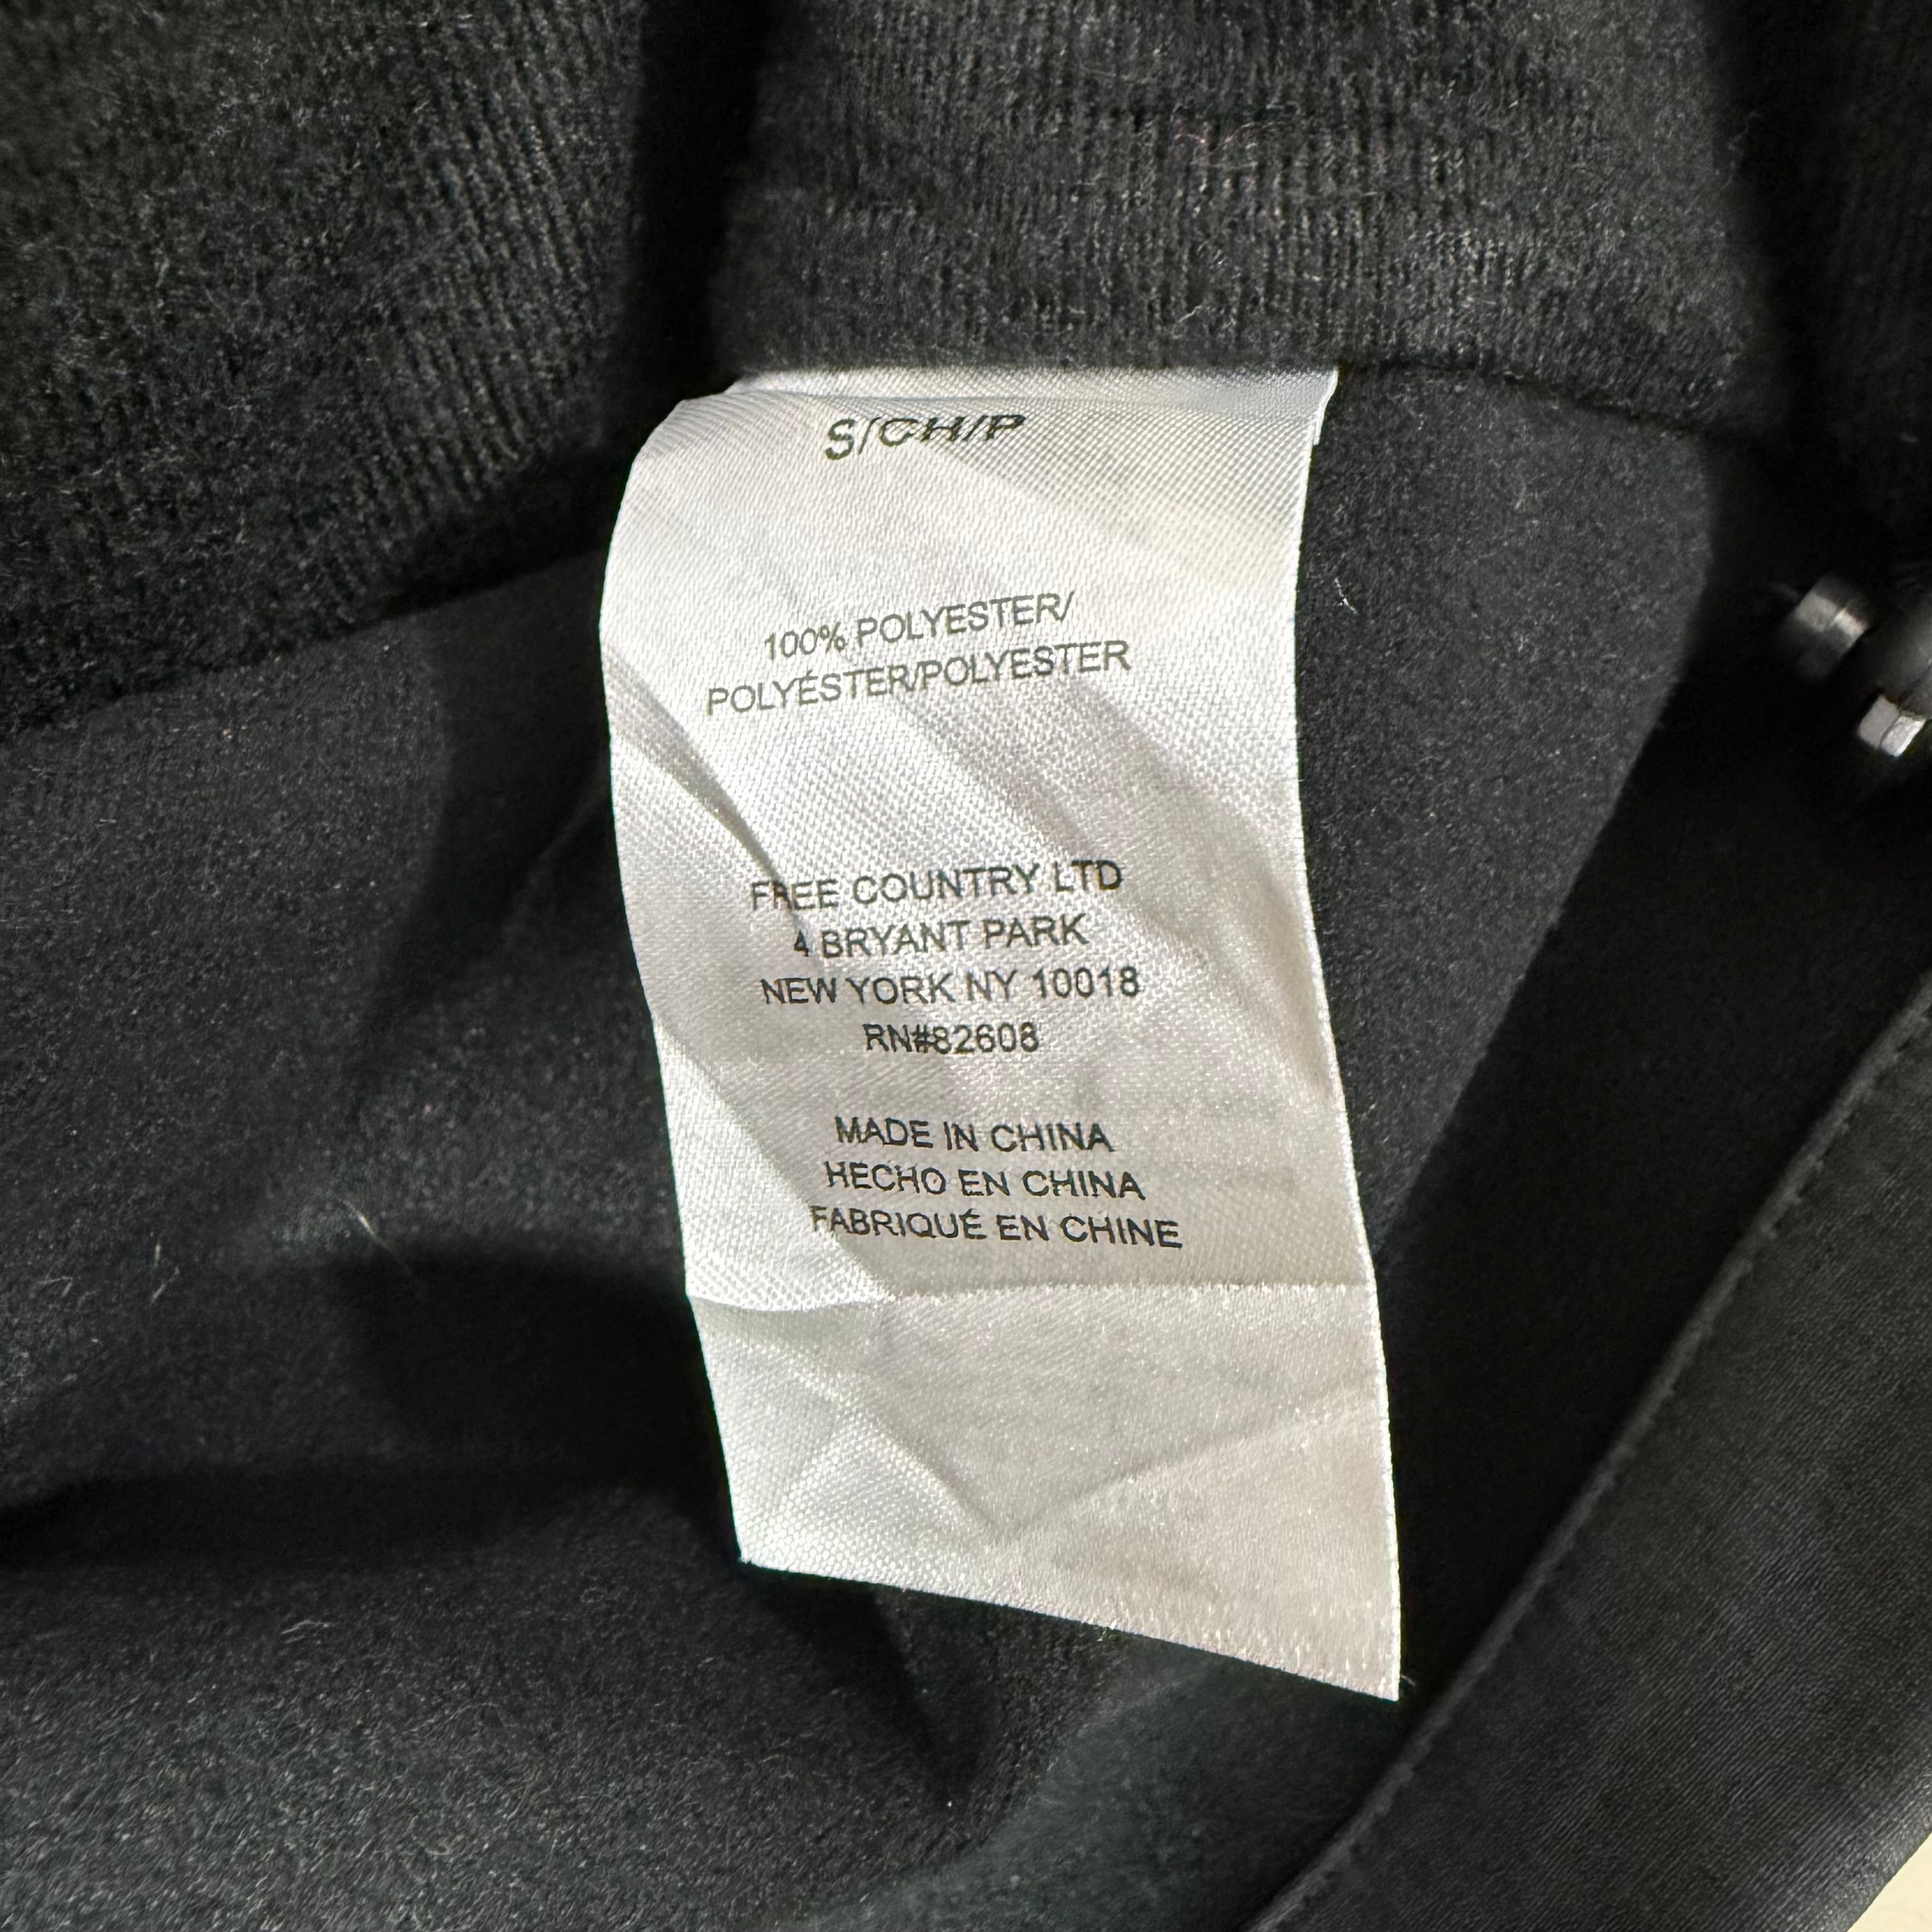 S/CH/P
100% POLYESTER/
POLYÉSTER/POLYESTER
FREE COUNTRY LTD
4 BRYANT PARK
NEW YORK NY 10018
RN#82608
MADE IN CHINA
HECHO EN CHINA
FABRIQUÉ EN CHINE